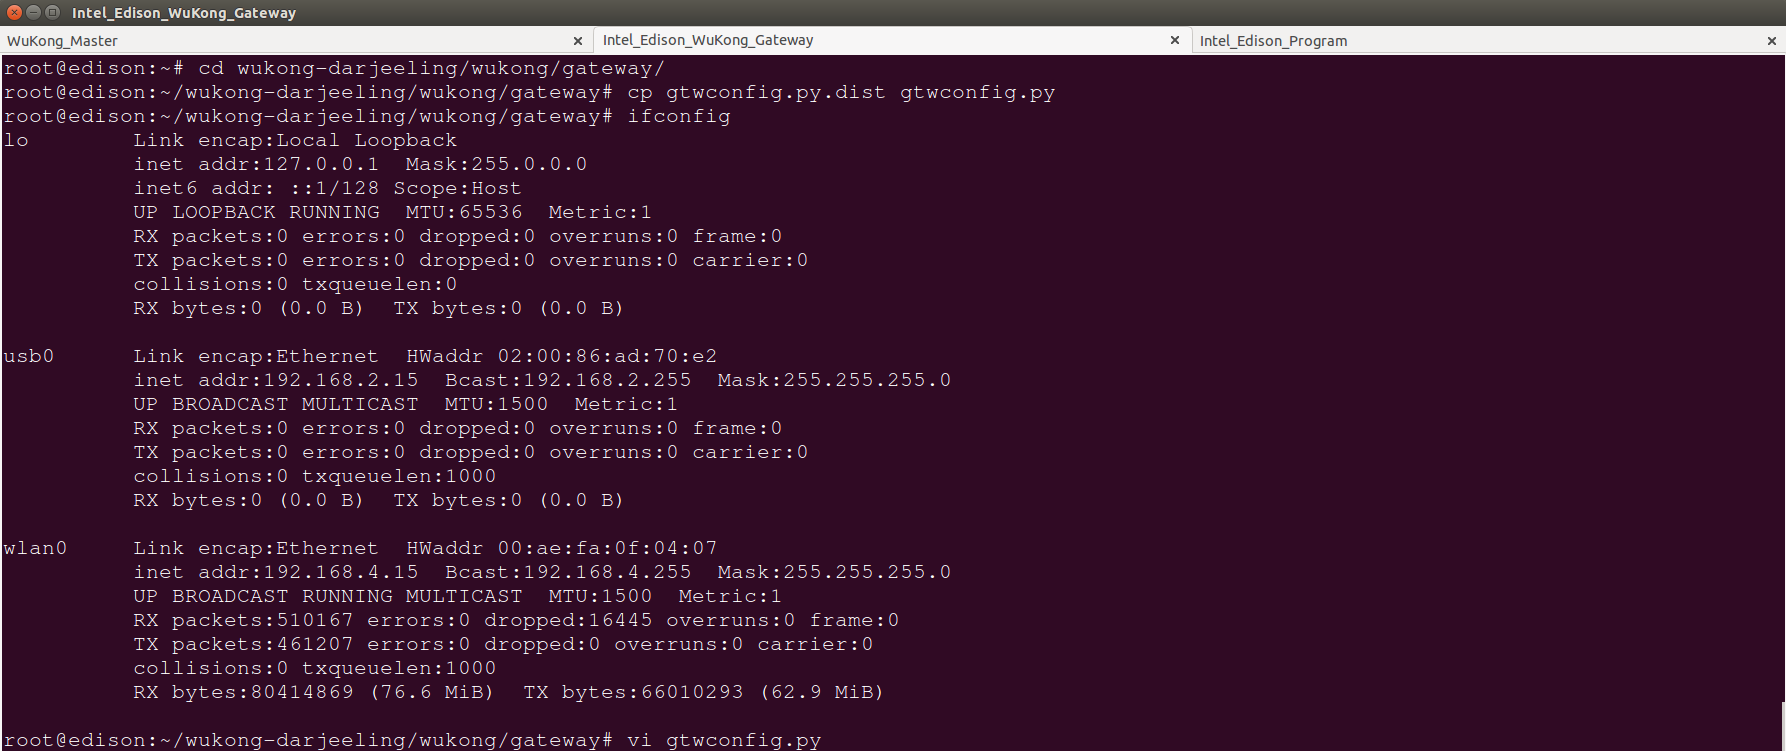 Intel_Edison_WuKong_Gateway
WuKong_Master
Intel_Edison_WuKong_Gateway
Intel_Edison_Program
root@edison:~# cd wukong-darjeeling/wukong/gateway/
root@edison:~/wukong-darjeeling/wukong/gateway# cp gtwconfig.py.dist gtwconfig.py
root@edison:~/wukong-darjeeling/wukong/gateway# ifconfig
lo        Link encap:Local Loopback
          inet addr:127.0.0.1  Mask:255.0.0.0
          inet6 addr: ::1/128 Scope:Host
          UP LOOPBACK RUNNING  MTU:65536  Metric:1
          RX packets:0 errors:0 dropped:0 overruns:0 frame:0
          TX packets:0 errors:0 dropped:0 overruns:0 carrier:0
          collisions:0 txqueuelen:0
          RX bytes:0 (0.0 B)  TX bytes:0 (0.0 B)
usb0      Link encap:Ethernet  HWaddr 02:00:86:ad:70:e2
          inet addr:192.168.2.15  Bcast:192.168.2.255  Mask:255.255.255.0
          UP BROADCAST MULTICAST  MTU:1500  Metric:1
          RX packets:0 errors:0 dropped:0 overruns:0 frame:0
          TX packets:0 errors:0 dropped:0 overruns:0 carrier:0
          collisions:0 txqueuelen:1000
          RX bytes:0 (0.0 B)  TX bytes:0 (0.0 B)
wlan0     Link encap:Ethernet  HWaddr 00:ae:fa:0f:04:07
          inet addr:192.168.4.15  Bcast:192.168.4.255  Mask:255.255.255.0
          UP BROADCAST RUNNING MULTICAST  MTU:1500  Metric:1
          RX packets:510167 errors:0 dropped:16445 overruns:0 frame:0
          TX packets:461207 errors:0 dropped:0 overruns:0 carrier:0
          collisions:0 txqueuelen:1000
          RX bytes:80414869 (76.6 MiB)  TX bytes:66010293 (62.9 MiB)
root@edison:~/wukong-darjeeling/wukong/gateway# vi gtwconfig.py